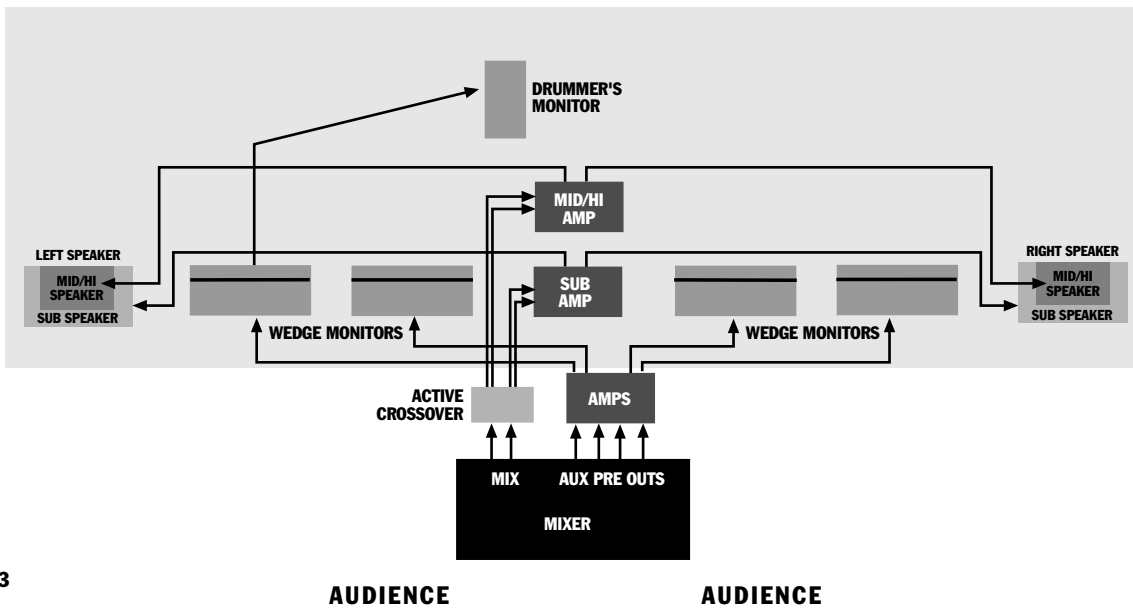 DRUMMER'S
MONITOR
MID/HI
AMP
LEFT SPEAKER
MID/HI
SPEAKER
SUB SPEAKER
SUB
AMP
RIGHT SPEAKER
MID/HI
SPEAKER
SUB SPEAKER
WEDGE MONITORS
WEDGE MONITORS
ACTIVE
CROSSOVER
AMPS
MIX
AUX PRE OUTS
MIXER
3
AUDIENCE
AUDIENCE